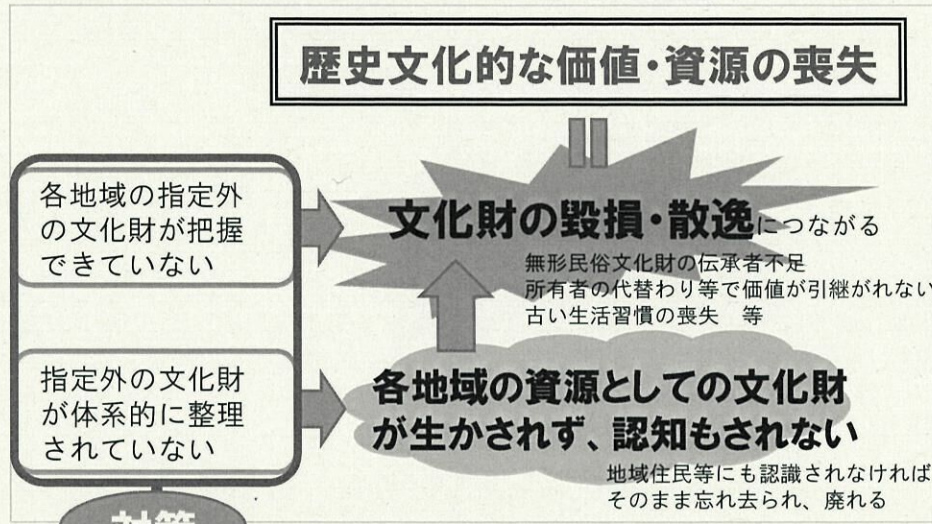 歴史文化的な価値・資源の喪失
各地域の指定外
の文化財が把握
できていない
文化財の毀損・散逸につながる
無形民俗文化財の伝承者不足
所有者の代替わり等で価値が引継がれない
古い生活習慣の喪失　等
指定外の文化財
が体系的に整理
されていない
各地域の資源としての文化財
が生かされず、認知もされない
地域住民等にも認識されなければ
そのまま忘れ去られ、廃れる
対策